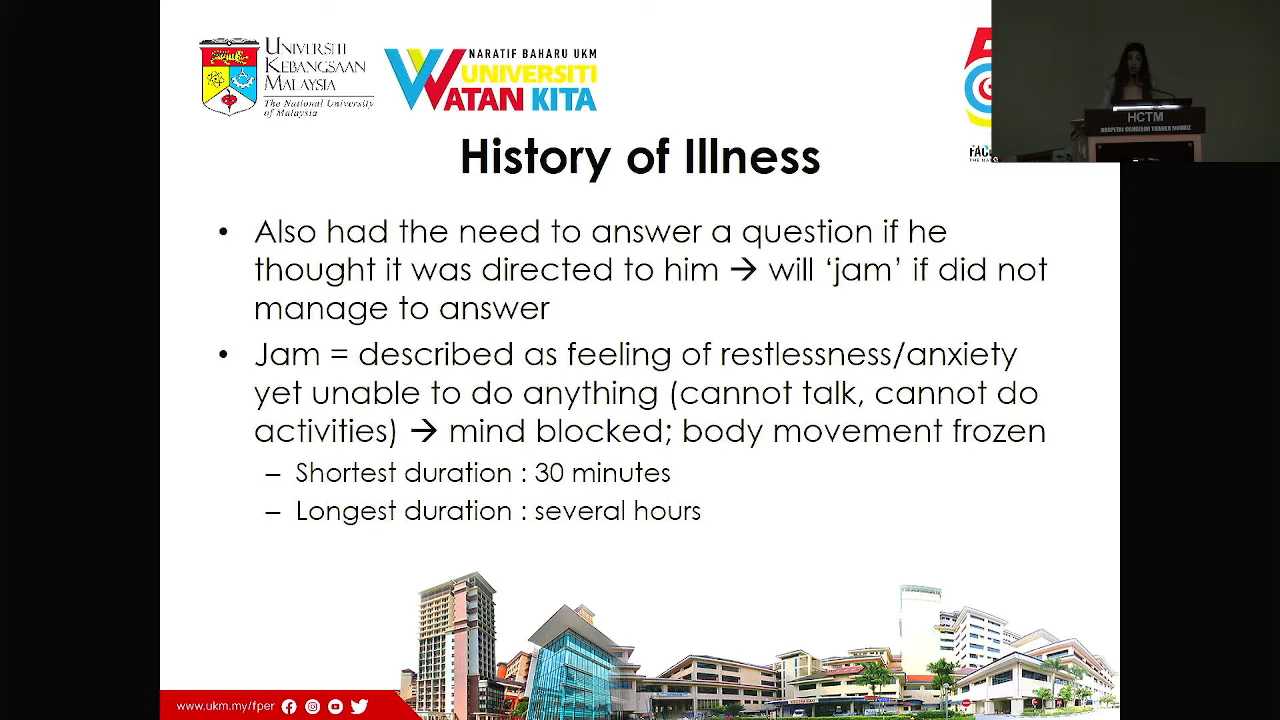 UNIVERSITI
KEBANGSAAN
MALAYSIA
The National University
of Malaysia
NARATIF BAHARU UKM
UNIVERSITI
WATAN KITA
HCTM
History of Illness
• Also had the need to answer a question if he
thought it was directed to him → will ‘jam’ if did not
manage to answer
• Jam = described as feeling of restlessness/anxiety
yet unable to do anything (cannot talk, cannot do
activities) → mind blocked; body movement frozen
– Shortest duration : 30 minutes
– Longest duration : several hours
www.ukm.my/fper